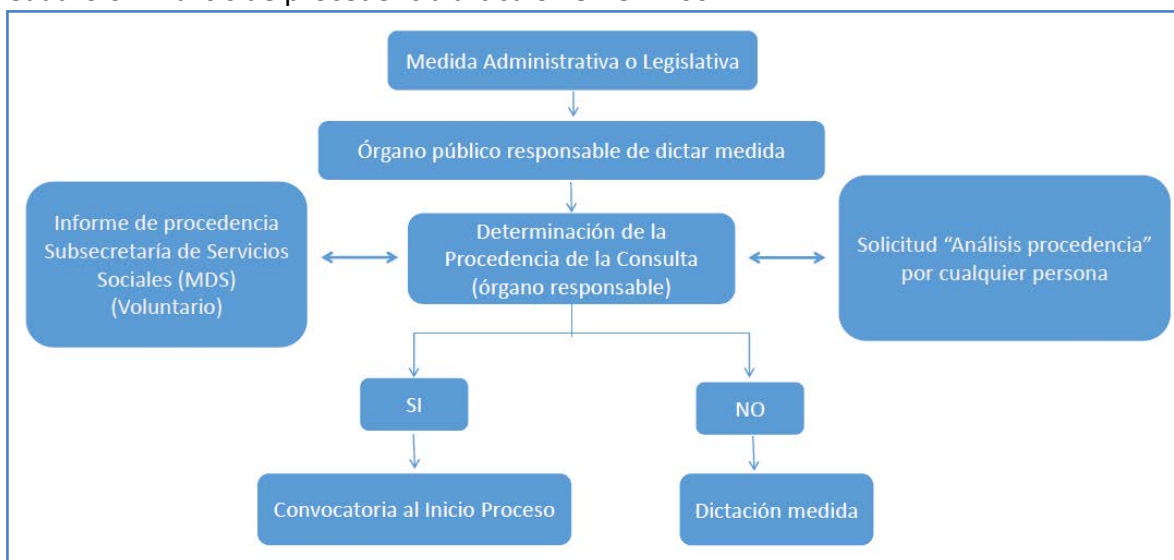 Medida Administrativa o Legislativa
Órgano público responsable de dictar medida
Informe de procedencia
Subsecretaría de Servicios
Sociales (MDS)
(Voluntario)
Determinación de la
Procedencia de la Consulta
(órgano responsable)
Solicitud “Análisis procedencia”
por cualquier persona
SI
NO
Convocatoria al Inicio Proceso
Dictación medida